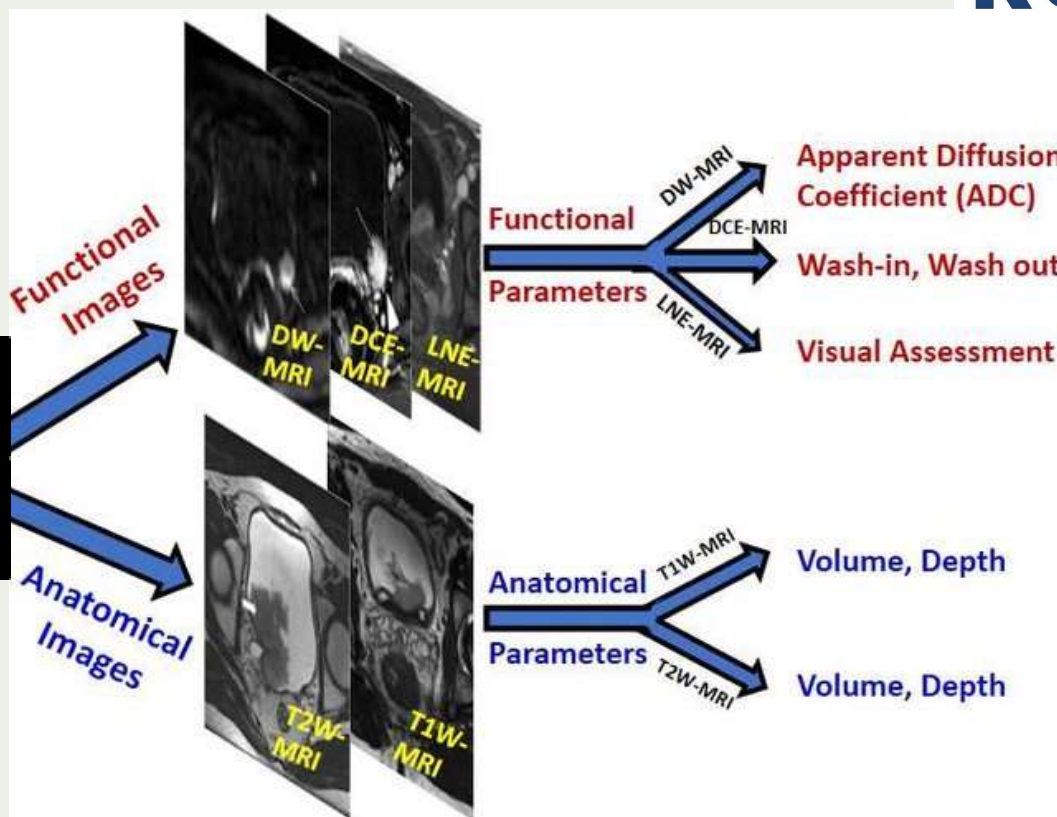 Functional
Images
DW-
MRI
DCE-
MRI
LNE-
MRI
Functional
Parameters
DW-MRI
DCE-MRI
LNE-MRI
Apparent Diffusion
Coefficient (ADC)
Wash-in, Wash out
Visual Assessment
Anatomical
Images
T2W-
MRI
T1W-
MRI
Anatomical
Parameters
T1W-MRI
T2W-MRI
Volume, Depth
Volume, Depth